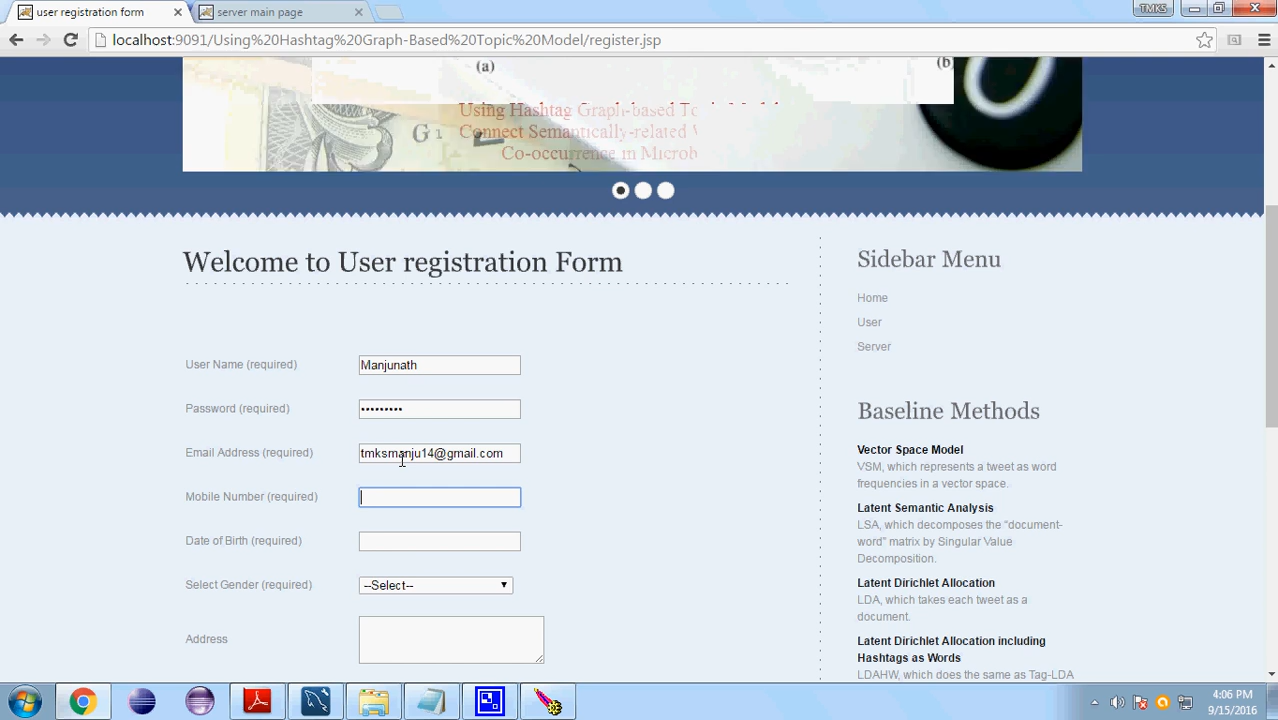 user registration form
server main page
TMKS
localhost:9091/Using%20Hashtag%20Graph-Based%20Topic%20Model/register.jsp
(a)
(b)
Using Hashtag Graph-based
Connect Semantically-related
Co-occurrence in Microb
Welcome to User registration Form
User Name (required)
Manjunath
Password (required)
•••••••••
Email Address (required)
tmksmanju14@gmail.com
Mobile Number (required)
Date of Birth (required)
Select Gender (required)
--Select--
Address
Sidebar Menu
Home
User
Server
Baseline Methods
Vector Space Model
VSM, which represents a tweet as word
frequencies in a vector space.
Latent Semantic Analysis
LSA, which decomposes the “document-
word” matrix by Singular Value
Decomposition.
Latent Dirichlet Allocation
LDA, which takes each tweet as a
document.
Latent Dirichlet Allocation including
Hashtags as Words
LDAHW, which does the same as Tag-LDA
4:06 PM
9/15/2016